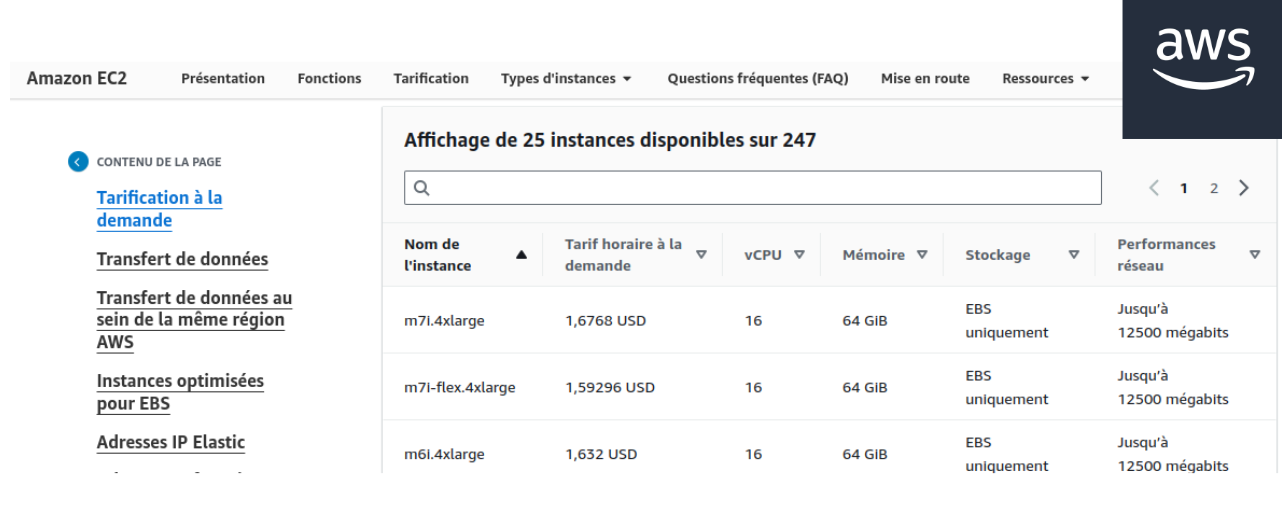 aws
Amazon EC2 Présentation Fonctions Tarification Types d'instances Questions fréquentes (FAQ) Mise en route Ressources
CONTENU DE LA PAGE
Tarification à la
demande
Transfert de données
Transfert de données au
sein de la même région
AWS
Instances optimisées
pour EBS
Adresses IP Elastic
Affichage de 25 instances disponibles sur 247
1 2
Nom de
l'instance
Tarif horaire à la
demande
vCPU
Mémoire
Stockage
Performances
réseau
m7i.4xlarge 1,6768 USD 16 64 GiB EBS uniquement Jusqu'à 12500 mégabits
m7i-flex.4xlarge 1,59296 USD 16 64 GiB EBS uniquement Jusqu'à 12500 mégabits
m6i.4xlarge 1,632 USD 16 64 GiB EBS uniquement Jusqu'à 12500 mégabits